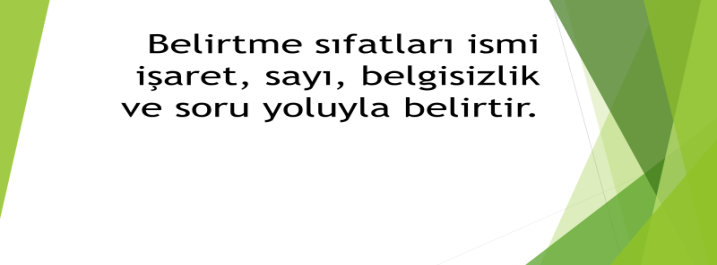 Belirtme sıfatları ismi
işaret, sayı, belgisizlik
ve soru yoluyla belirtir.